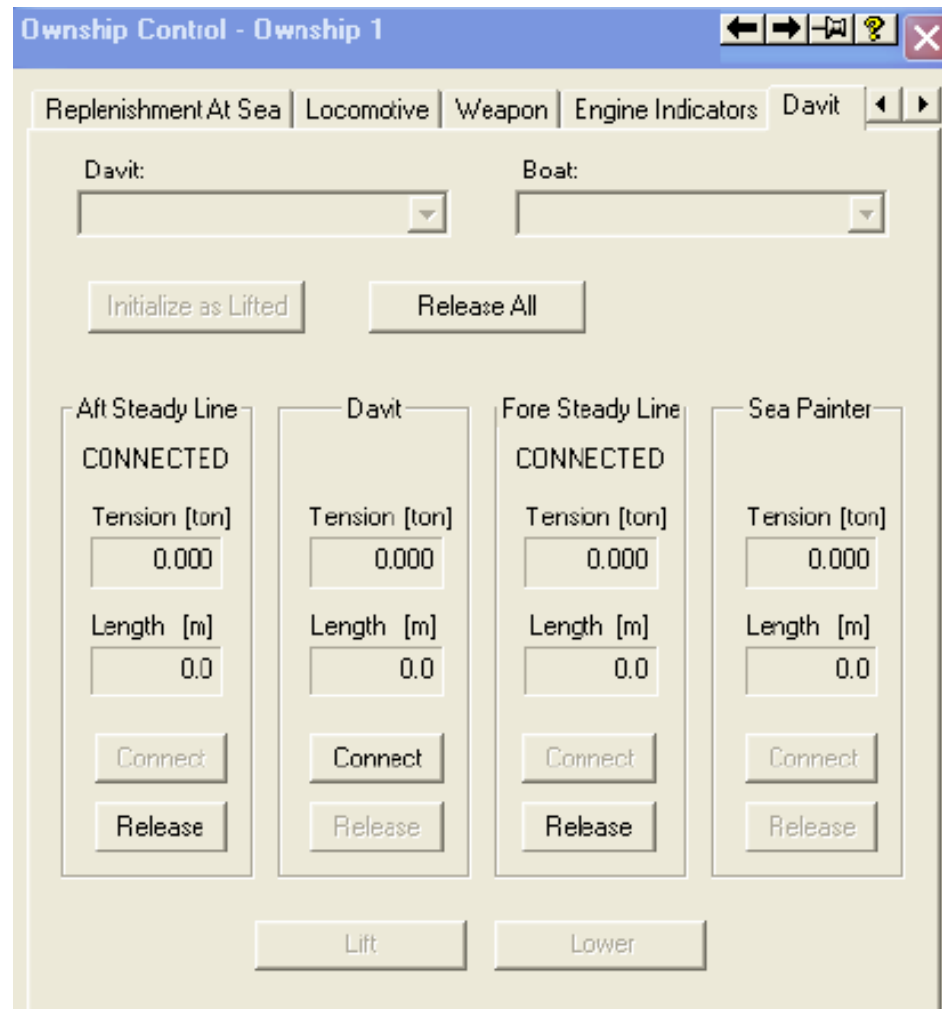 Ownship Control - Ownship 1
Replenishment At Sea Locomotive Weapon Engine Indicators Davit
Davit: Boat:
Initialize as Lifted Release All
Aft Steady Line Davit Fore Steady Line Sea Painter
CONNECTED CONNECTED
Tension [ton] Tension [ton] Tension [ton] Tension [ton]
0.000 0.000 0.000 0.000
Length [m] Length [m] Length [m] Length [m]
0.0 0.0 0.0 0.0
Connect Connect Connect Connect
Release Release Release Release
Lift Lower